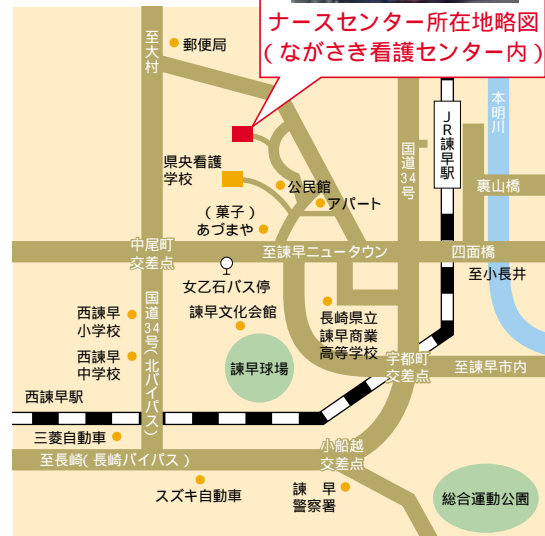 ナースセンター所在地略図
(ながさき看護センター内)
至大村
郵便局
国道34号
JR諫早駅
本明川
県央看護
学校
公民館
アパート
裏山橋
(菓子)
あづまや
中尾町
交差点
至諫早ニュータウン
四面橋
女乙石バス停
至小長井
国道34号(北バイパス)
西諫早
小学校
諫早文化会館
長崎県立
諫早商業
高等学校
西諫早
中学校
諫早球場
宇都町
交差点
至諫早市内
西諫早駅
三菱自動車
小船越
交差点
至長崎(長崎バイパス)
スズキ自動車
諫 早
警察署
総合運動公園